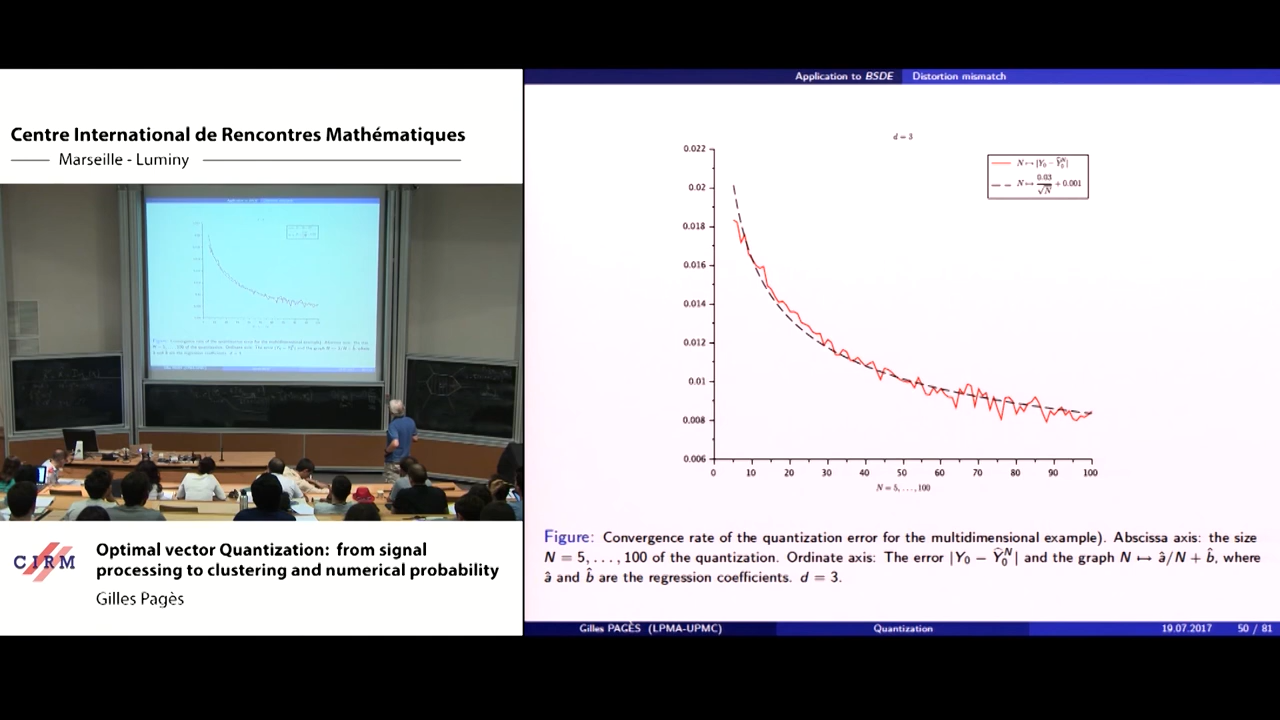 Centre International de Rencontres Mathématiques
Marseille - Luminy
CIRM
Optimal vector Quantization: from signal
processing to clustering and numerical probability
Gilles Pagès
Application to BSDE
Distortion mismatch
d = 3
0.022
0.02
0.018
0.016
0.014
0.012
0.01
0.008
0.006
0
10
20
30
40
50
60
70
80
90
100
N = 5, . . . , 100
N ↦ |Y₀ − Ŷ₀ᴺ|
N ↦ 0.03/√N + 0.001
Figure: Convergence rate of the quantization error for the multidimensional example). Abscissa axis: the size
N = 5, . . . , 100 of the quantization. Ordinate axis: The error |Y₀ − Ŷ₀ᴺ| and the graph N ↦ â/N + b̂, where
â and b̂ are the regression coefficients. d = 3.
Gilles PAGÈS (LPMA-UPMC)
Quantization
19.07.2017
50 / 81